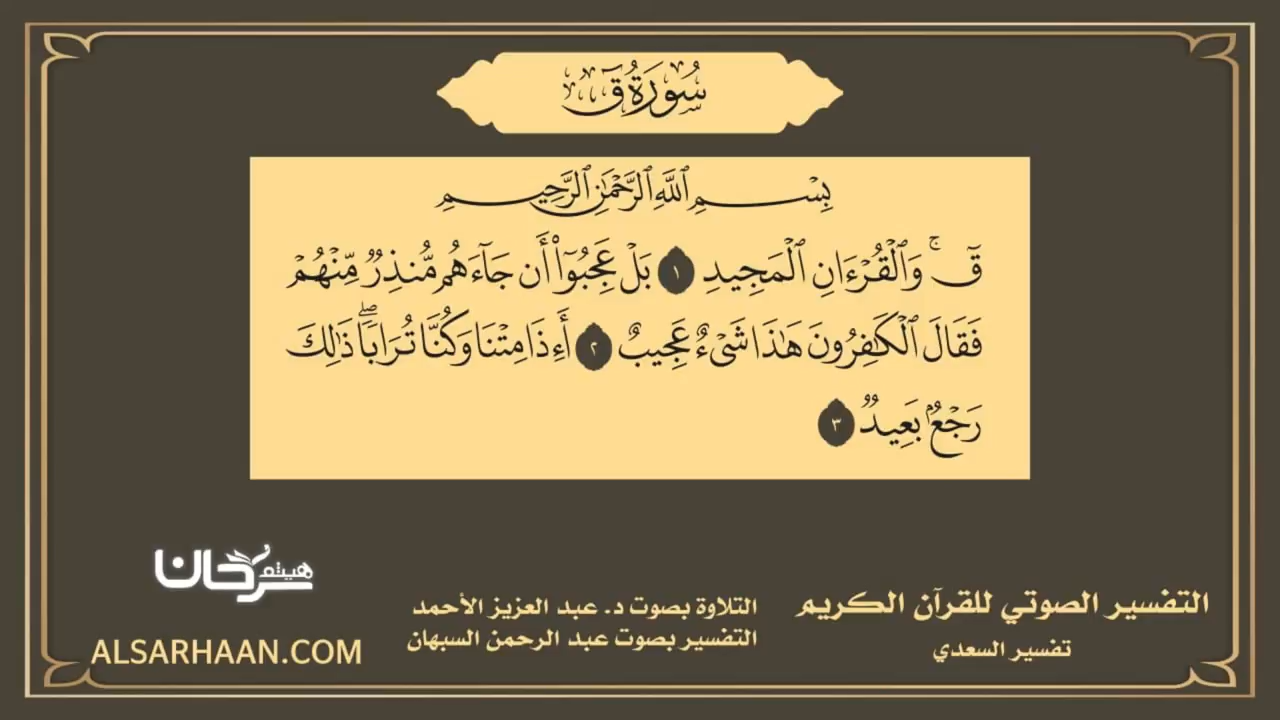 سُورَةُ قٓ
بِسْمِ ٱللَّهِ ٱلرَّحْمَٰنِ ٱلرَّحِيمِ
قٓۚ وَٱلْقُرْءَانِ ٱلْمَجِيدِ ١ بَلْ عَجِبُوٓا۟ أَن جَآءَهُم مُّنذِرٌ مِّنْهُمْ
فَقَالَ ٱلْكَٰفِرُونَ هَٰذَا شَىْءٌ عَجِيبٌ ٢ أَءِذَا مِتْنَا وَكُنَّا تُرَابًاۖ ذَٰلِكَ
رَجْعٌۢ بَعِيدٌ ٣
هيثم سرحان
ALSARHAAN.COM
التلاوة بصوت د. عبد العزيز الأحمد
التفسير بصوت عبد الرحمن السبهان
التفسير الصوتي للقرآن الكريم
تفسير السعدي